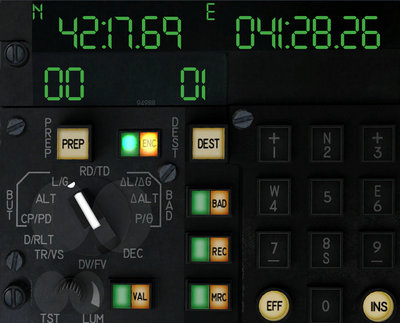 N E
42:17.69 041:28.26
00 01
94988
PREP DEST
PREP ENC DEST
+ 1 N 2 + 3
RD/TD
L/G ΔL/ΔG
BUT ALT ΔALT BAD
CP/PD P/θ
W 4 5 E 6
BAD
D/RLT DEC
TR/VS
DV/FV
REC
7 – 8 S 9 –
VAL MRC
EFF 0 INS
TST LUM